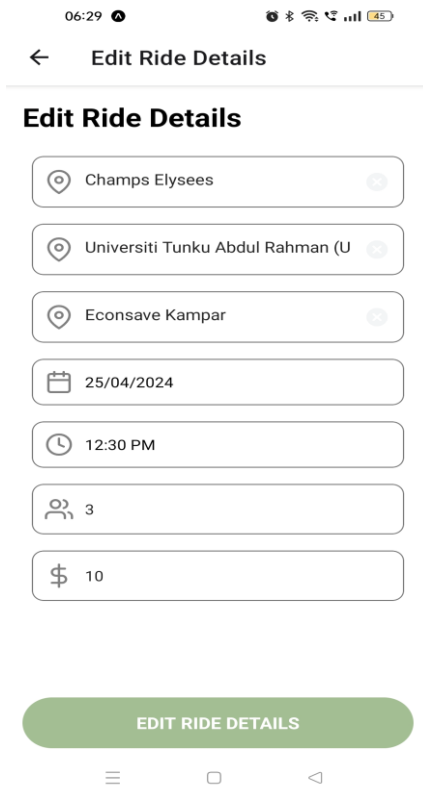 06:29
45
Edit Ride Details
Edit Ride Details
Champs Elysees
Universiti Tunku Abdul Rahman (U
Econsave Kampar
25/04/2024
12:30 PM
3
10
EDIT RIDE DETAILS